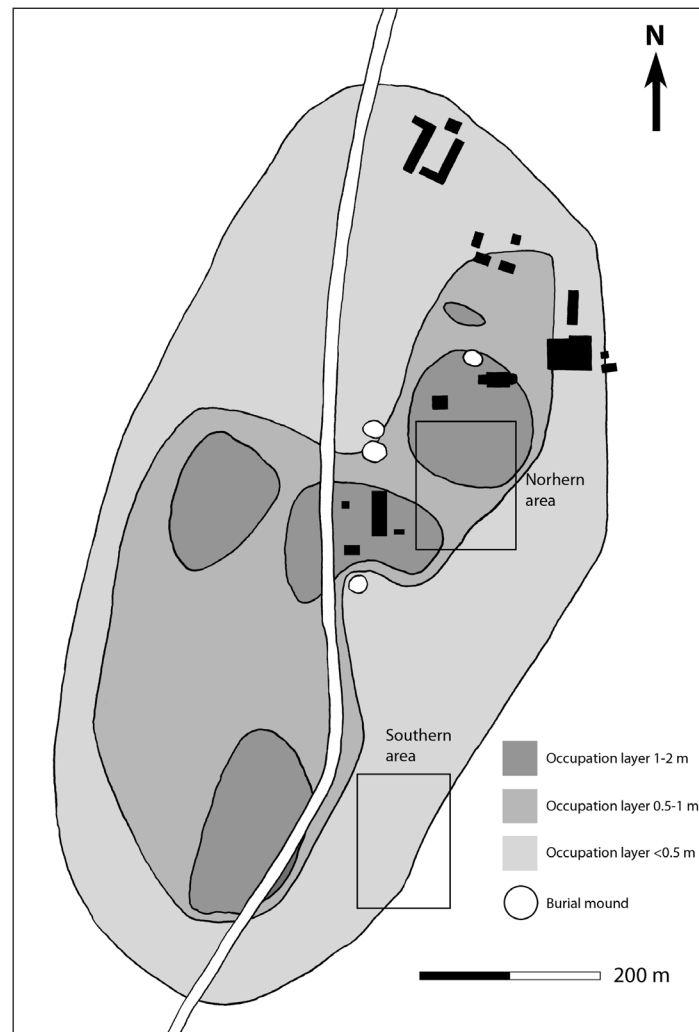 N
Norhern
area
Southern
area
Occupation layer 1-2 m
Occupation layer 0.5-1 m
Occupation layer <0.5 m
Burial mound
200 m